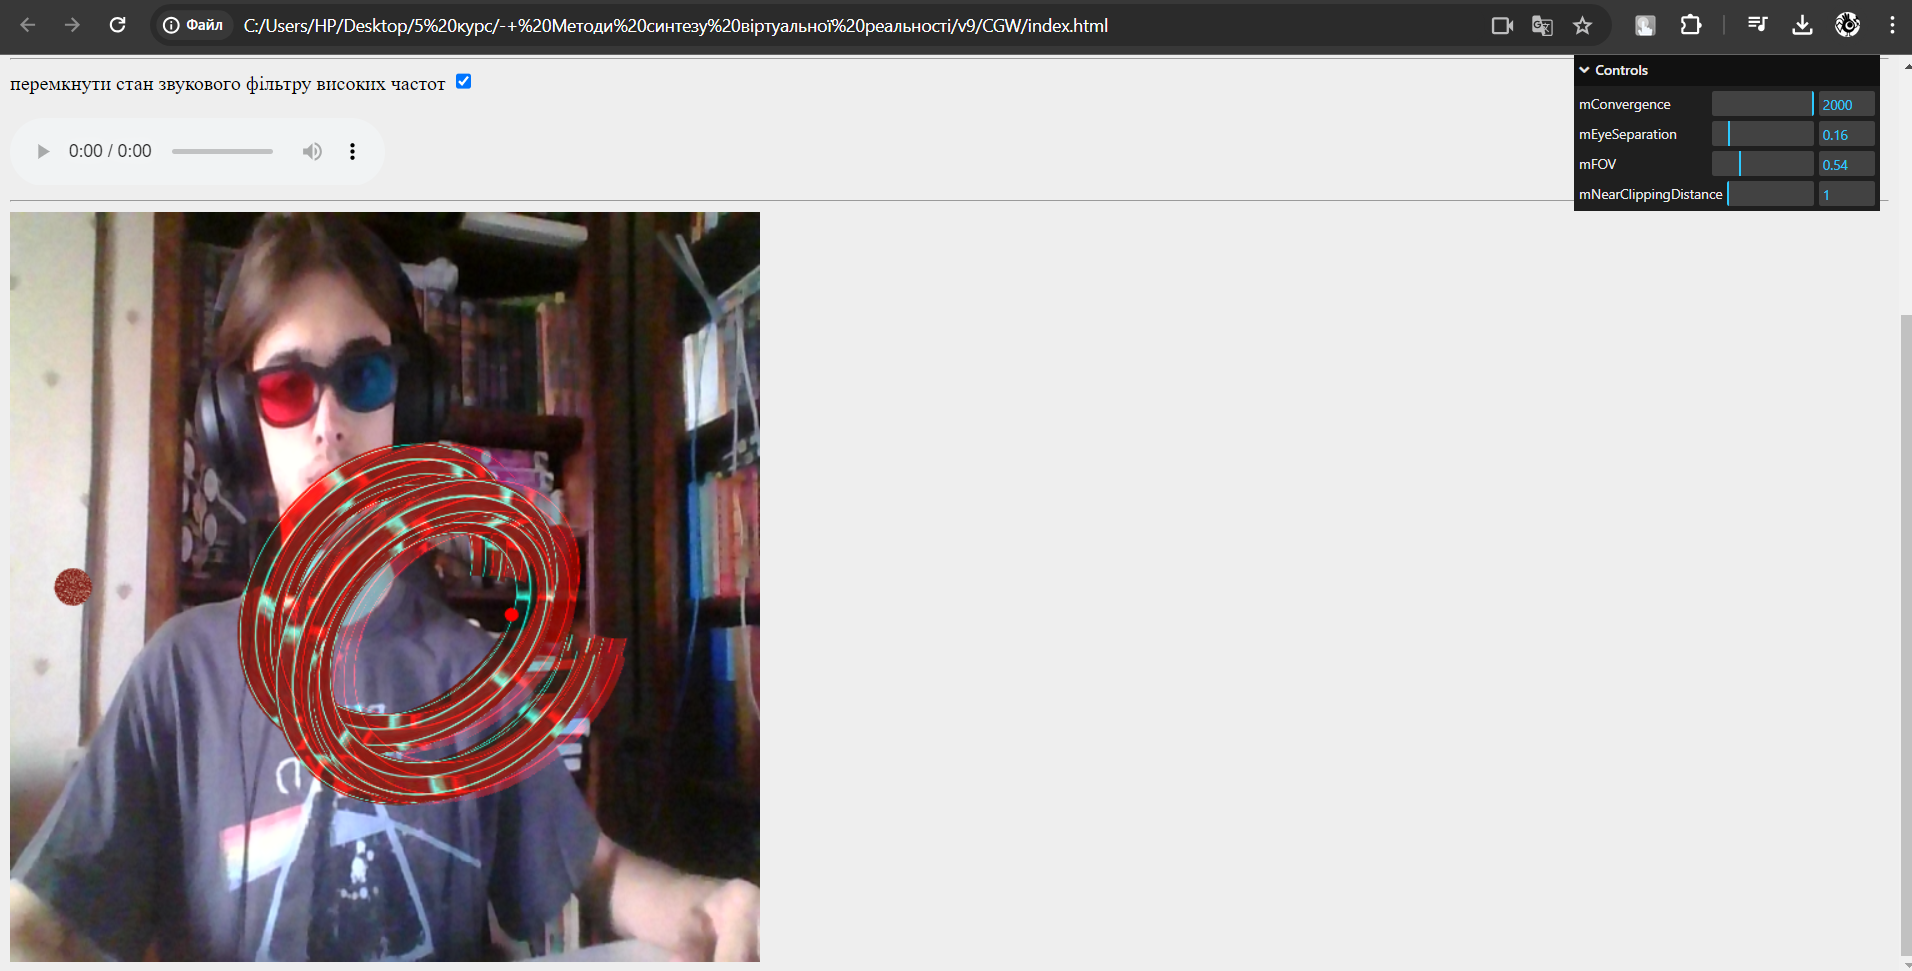 Файл C:/Users/HP/Desktop/5%20курс/-+%20Методи%20синтезу%20віртуальної%20реальності/v9/CGW/index.html
перемкнути стан звукового фільтру високих частот
0:00 / 0:00
Controls
mConvergence 2000
mEyeSeparation 0.16
mFOV 0.54
mNearClippingDistance 1